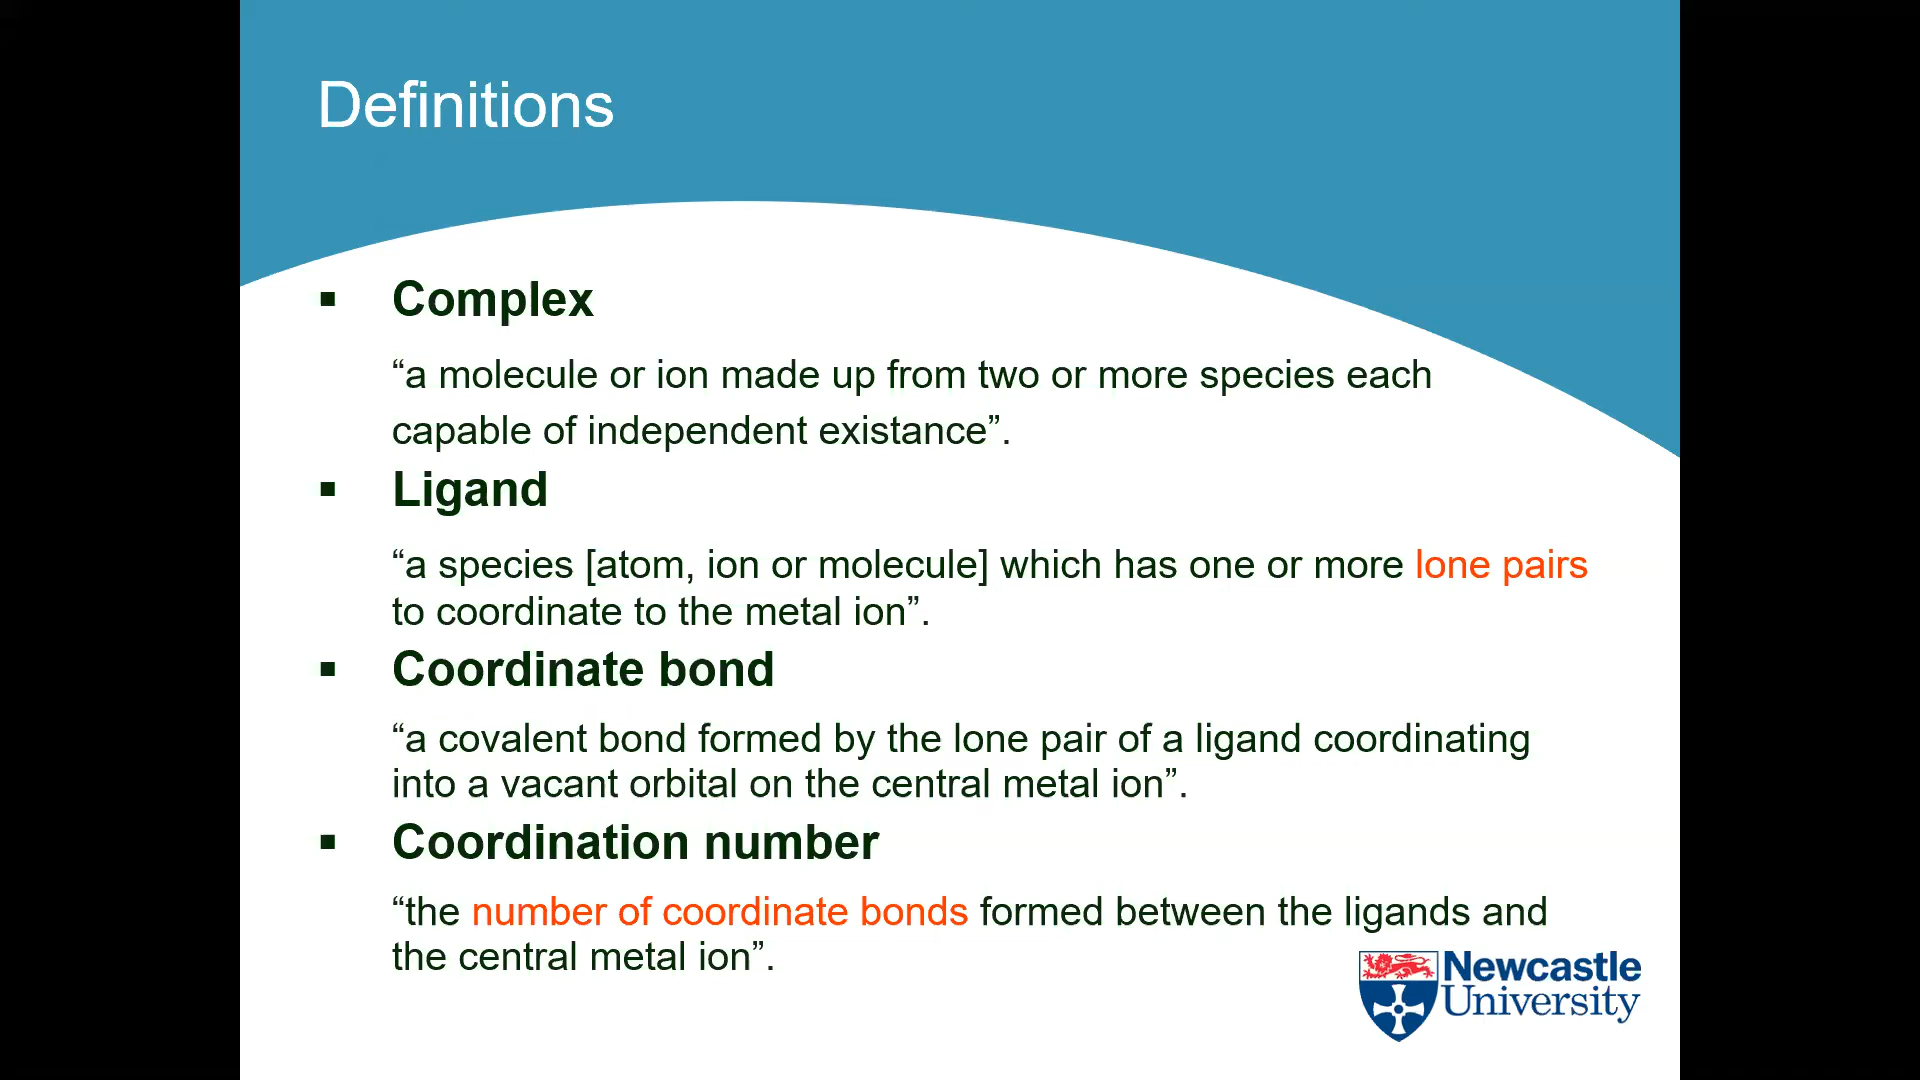 Definitions
▪ Complex
“a molecule or ion made up from two or more species each
capable of independent existance”.
▪ Ligand
“a species [atom, ion or molecule] which has one or more lone pairs
to coordinate to the metal ion”.
▪ Coordinate bond
“a covalent bond formed by the lone pair of a ligand coordinating
into a vacant orbital on the central metal ion”.
▪ Coordination number
“the number of coordinate bonds formed between the ligands and
the central metal ion”.
Newcastle
University